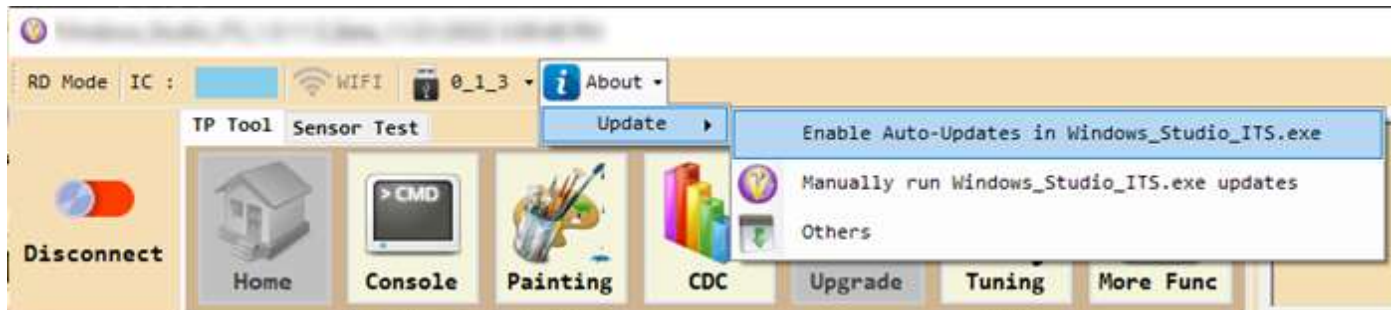 RD Mode IC : WIFI 0_1_3 About
TP Tool Sensor Test Update Enable Auto-Updates in Windows_Studio_ITS.exe
> CMD Manually run Windows_Studio_ITS.exe updates
Others
Disconnect
Home Console Painting CDC Upgrade Tuning More Func